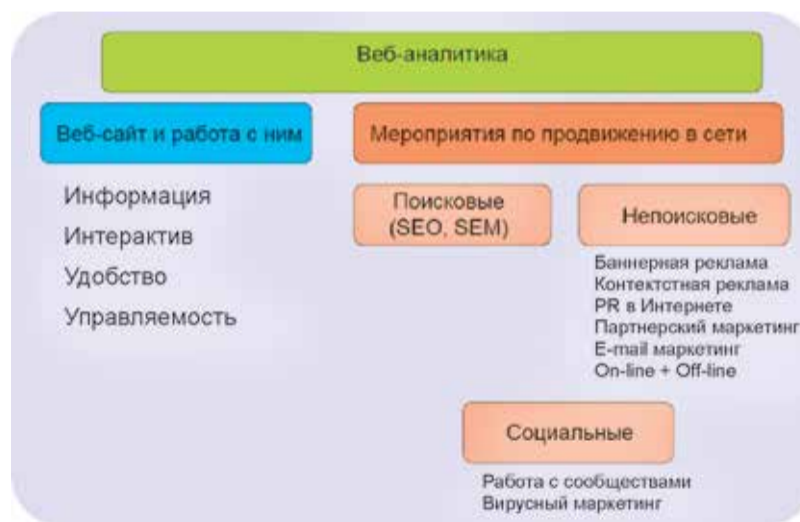 Веб-аналитика
Веб-сайт и работа с ним
Мероприятия по продвижению в сети
Информация
Интерактив
Удобство
Управляемость
Поисковые
(SEO, SEM)
Непоисковые
Баннерная реклама
Контектстная реклама
PR в Интернете
Партнерский маркетинг
E-mail маркетинг
On-line + Off-line
Социальные
Работа с сообществами
Вирусный маркетинг